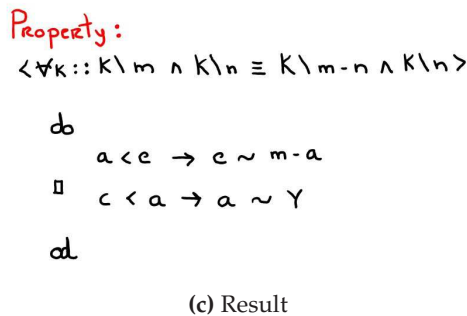 Property:
<∀k:: k\m ∧ k\n ≡ k\m-n ∧ k\n>
do
a<c → c ~ m-a
▯ c < a → a ~ Y
od
(c) Result